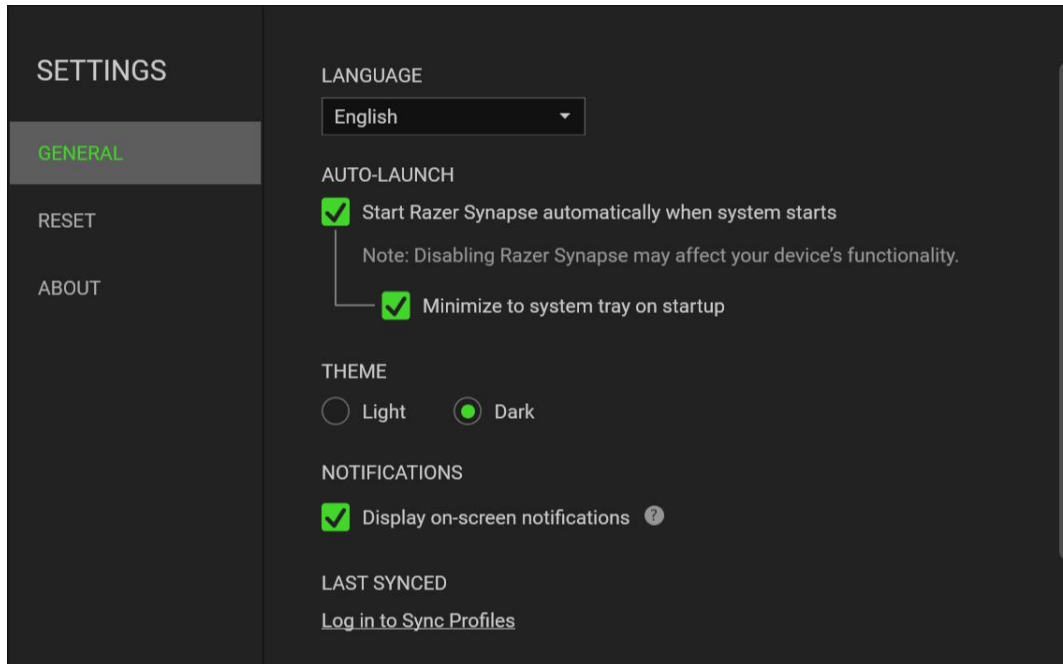 SETTINGS
GENERAL
RESET
ABOUT
LANGUAGE
English
AUTO-LAUNCH
Start Razer Synapse automatically when system starts
Note: Disabling Razer Synapse may affect your device’s functionality.
Minimize to system tray on startup
THEME
Light Dark
NOTIFICATIONS
Display on-screen notifications ?
LAST SYNCED
Log in to Sync Profiles